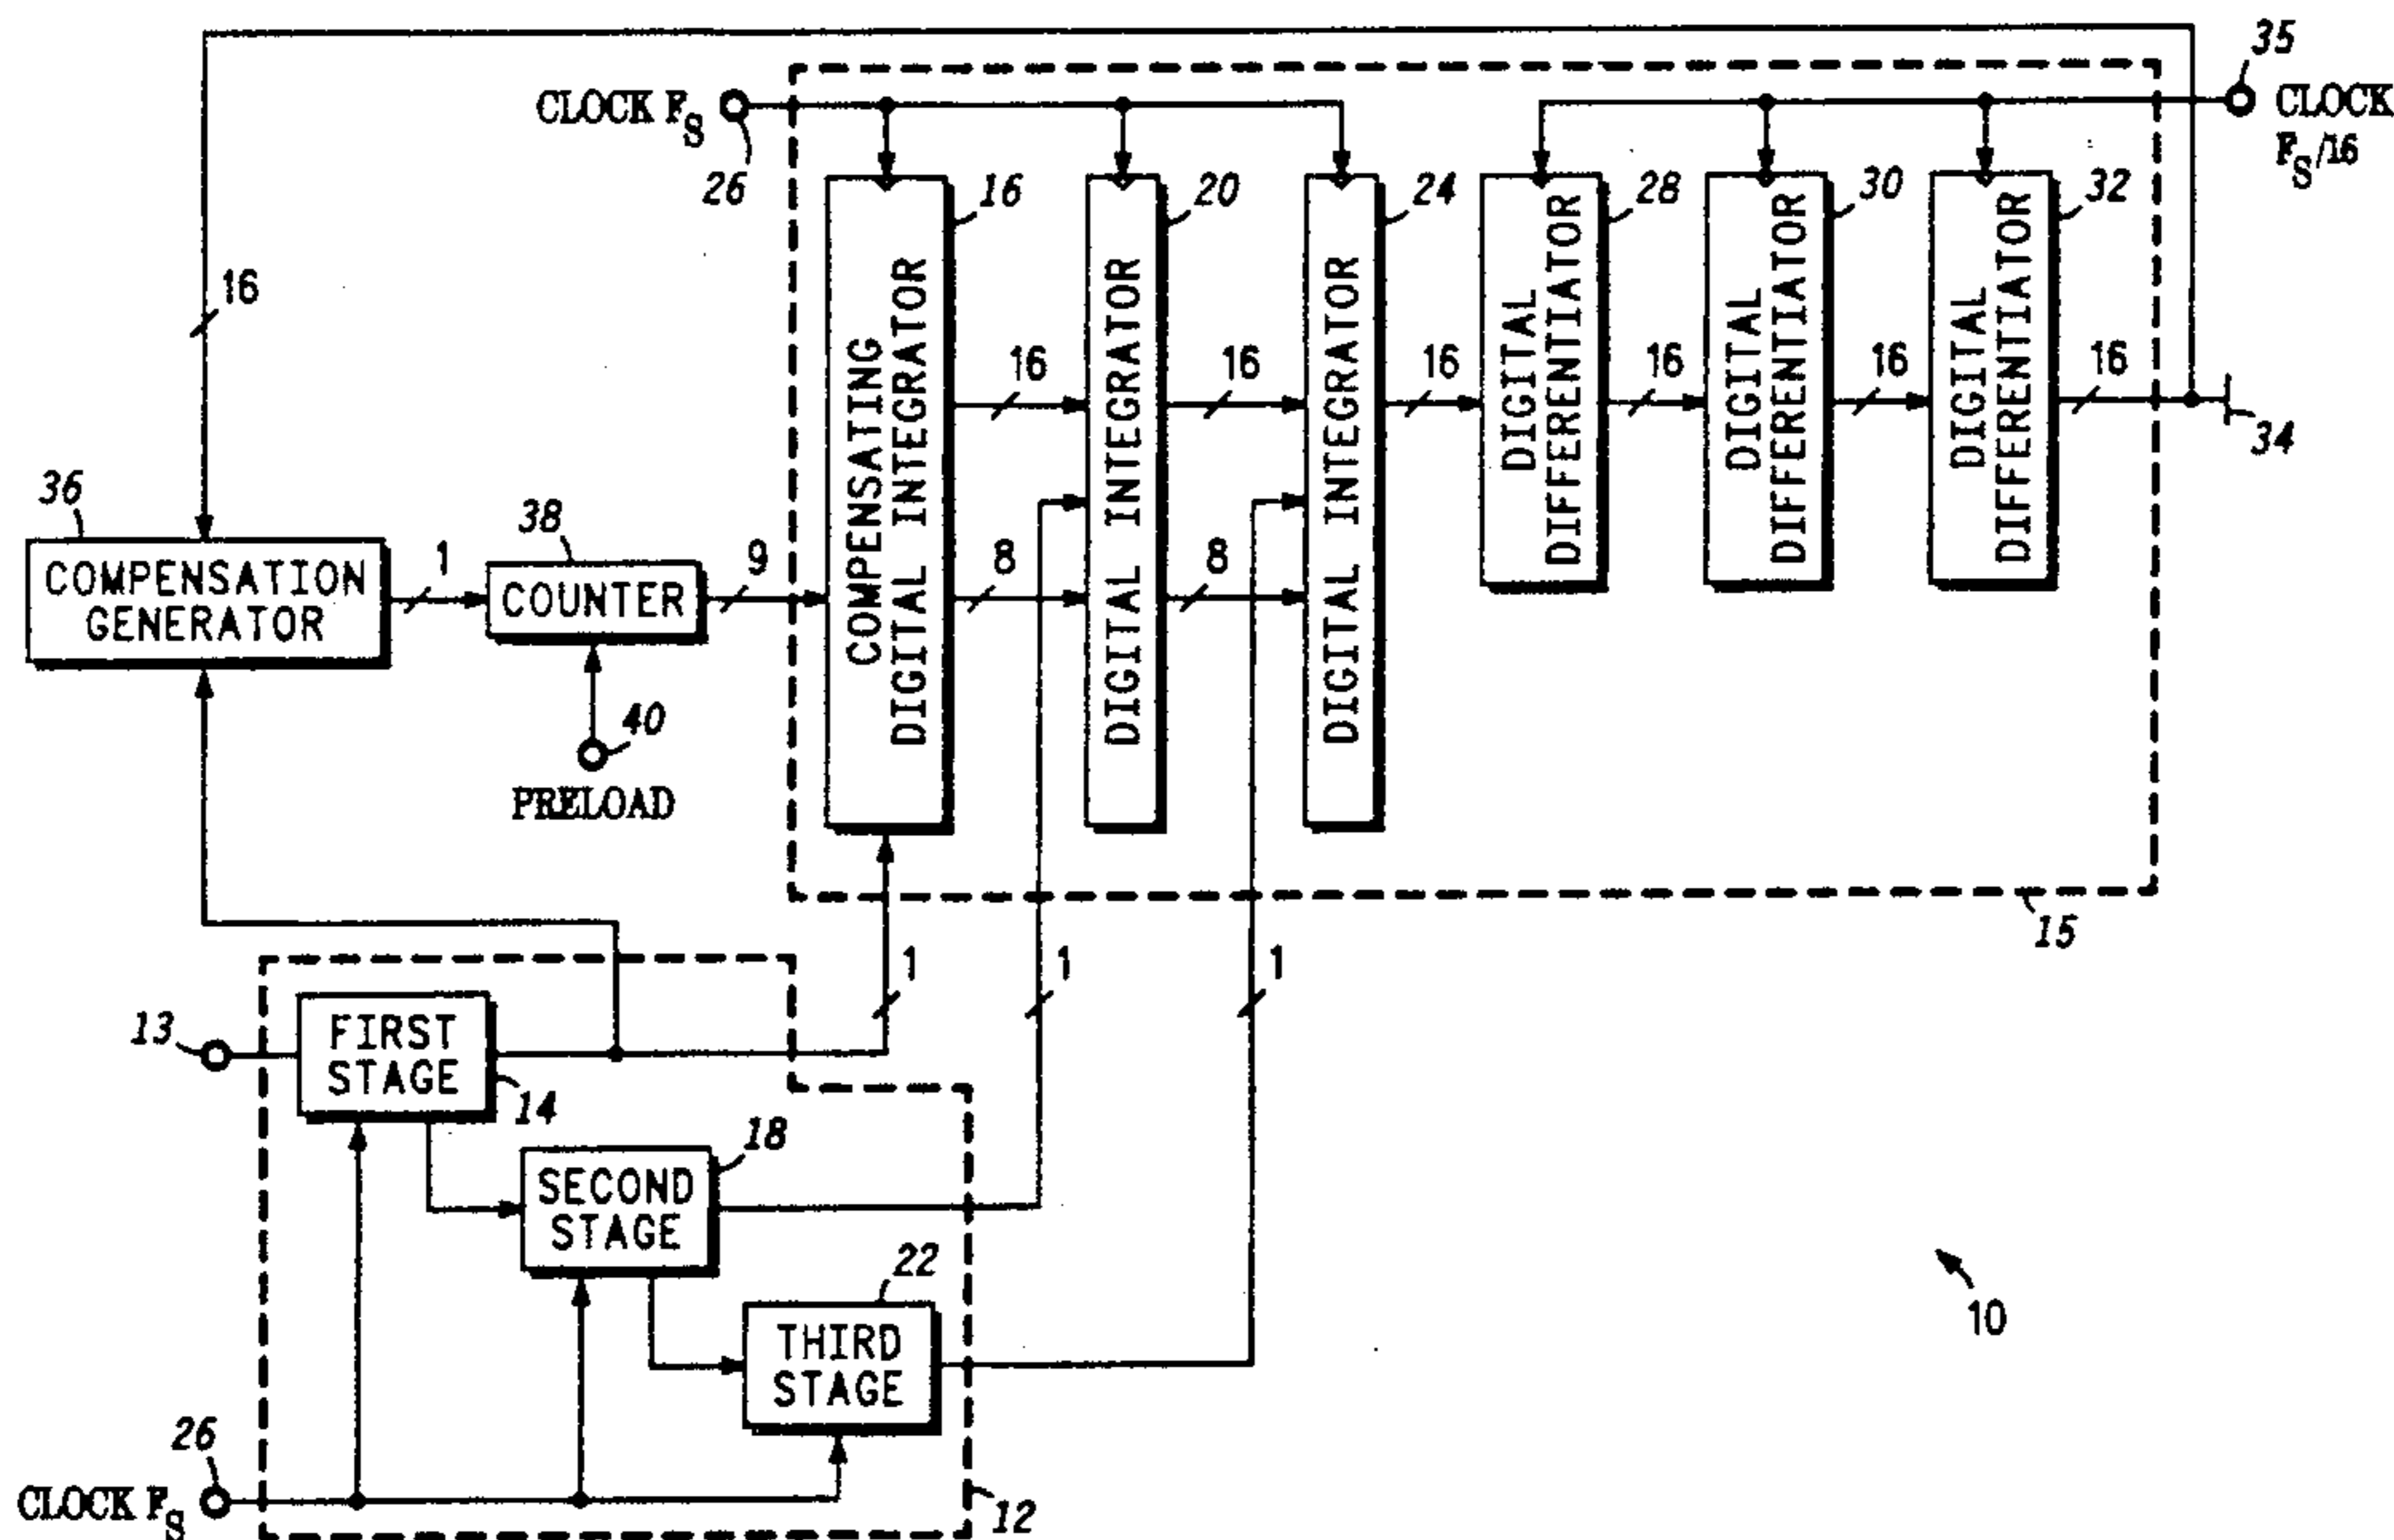 35
CLOCK FS
26
CLOCK
FS/16
16
COMPENSATING
DIGITAL INTEGRATOR
16
20
DIGITAL INTEGRATOR
24
DIGITAL INTEGRATOR
28
DIGITAL
DIFFERENTIATOR
30
DIGITAL
DIFFERENTIATOR
32
DIGITAL
DIFFERENTIATOR
16
16
16
16
16
16
34
36
COMPENSATION
GENERATOR
1
38
COUNTER
9
8
8
40
PRELOAD
15
1
1
1
13
FIRST
STAGE
14
18
SECOND
STAGE
22
THIRD
STAGE
10
26
CLOCK FS
12